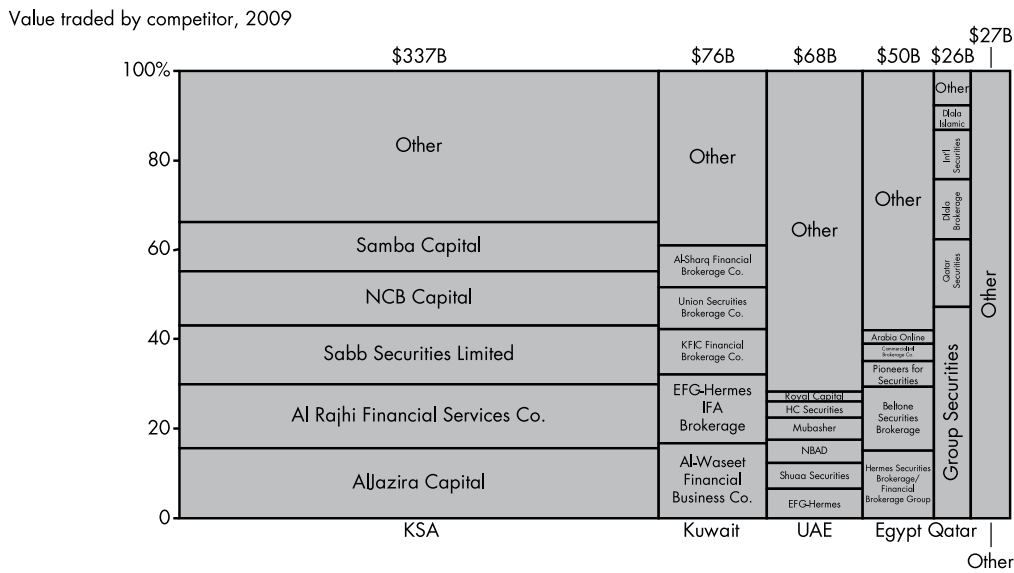 Value traded by competitor, 2009
$337B
$76B
$68B
$50B
$26B
$27B
100%
80
60
40
20
0
Other
Samba Capital
NCB Capital
Sabb Securities Limited
Al Rajhi Financial Services Co.
AlJazira Capital
Other
Al-Sharq Financial
Brokerage Co.
Union Secruities
Brokerage Co.
KFIC Financial
Brokerage Co.
EFG-Hermes
IFA
Brokerage
Al-Waseet
Financial
Business Co.
Other
Royal Capital
HC Securities
Mubasher
NBAD
Shuaa Securities
EFG-Hermes
Other
Arabia Online
Brokerage Co.
Pioneers for
Securities
Beltone
Securities
Brokerage
Hermes Securities
Brokerage/
Financial
Brokerage Group
Other
Dlala
Islamic
Int'l
Securities
Dlala
Brokerage
Qatar
Securities
Group Securities
Other
KSA
Kuwait
UAE
Egypt
Qatar
Other